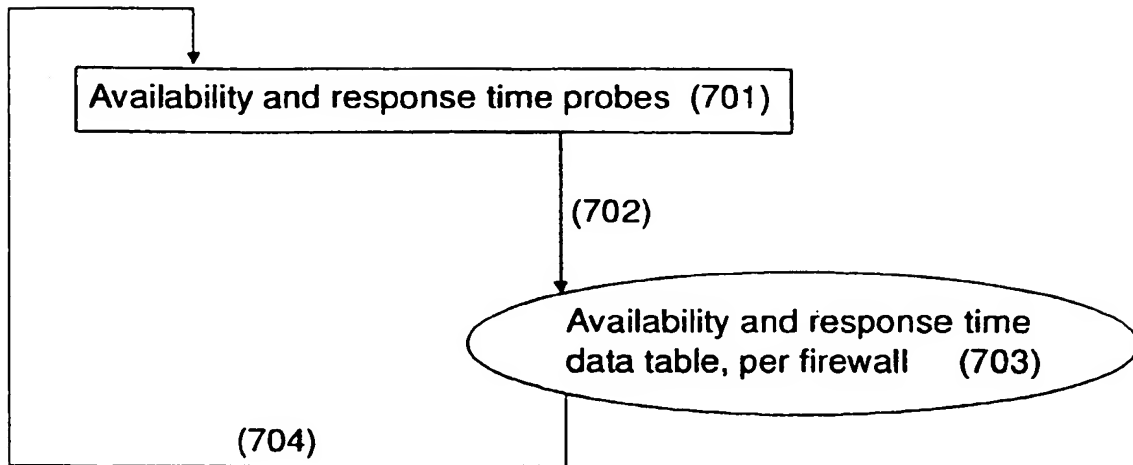 Availability and response time probes (701)
(702)
Availability and response time
data table, per firewall (703)
(704)